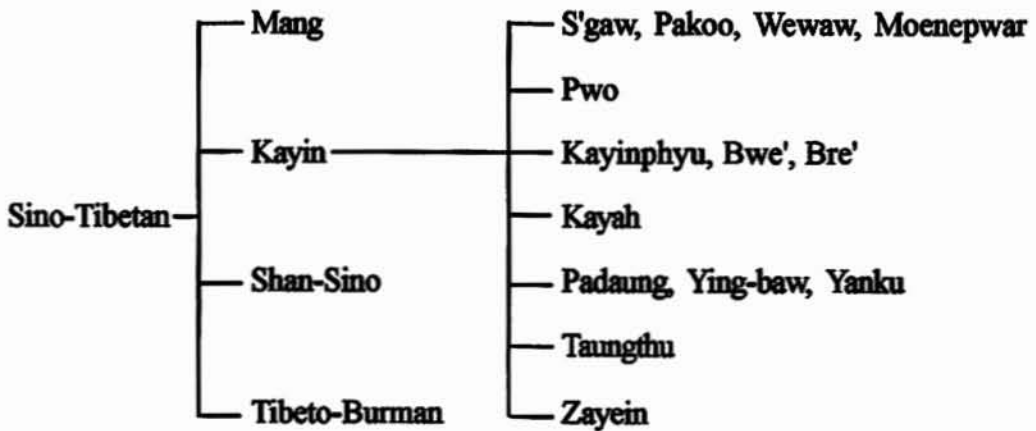 Mang
S'gaw, Pakoo, Wewaw, Moenepwar
Pwo
Kayin
Kayinphyu, Bwe', Bre'
Sino-Tibetan
Kayah
Shan-Sino
Padaung, Ying-baw, Yanku
Taungthu
Tibeto-Burman
Zayein